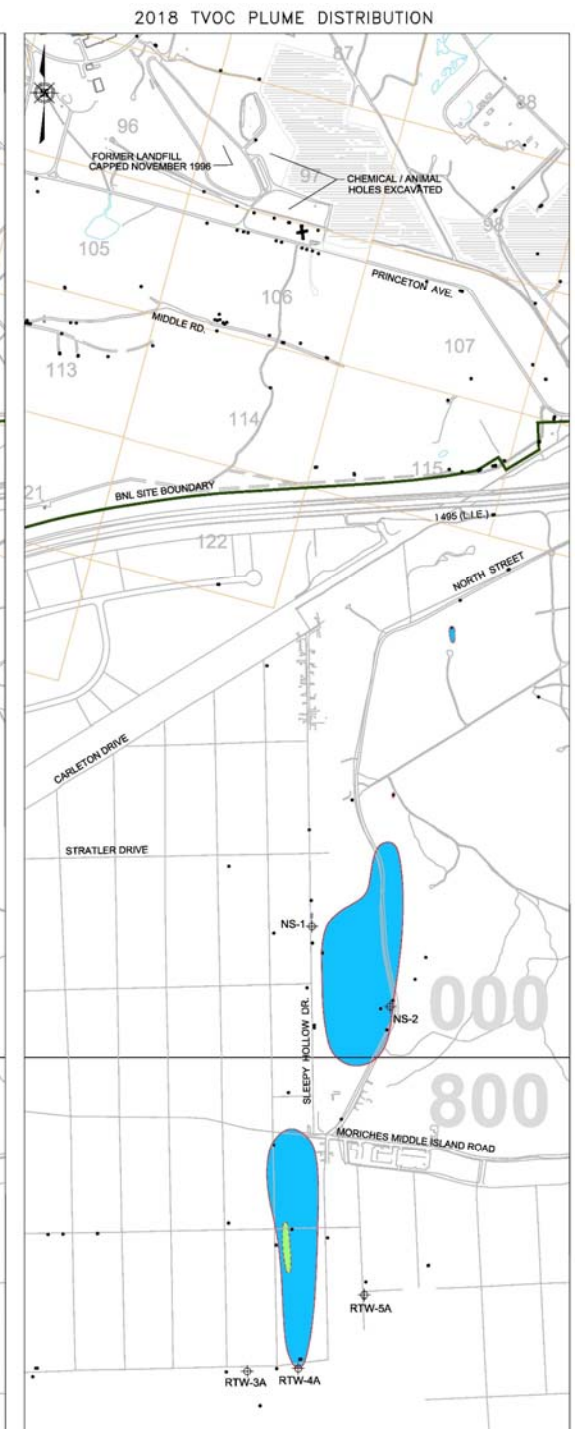 2018 TVOC PLUME DISTRIBUTION
87
88
96
FORMER LANDFILL
CAPPED NOVEMBER 1996
97
CHEMICAL / ANIMAL
HOLES EXCAVATED
98
105
106
PRINCETON AVE.
MIDDLE RD.
107
113
114
115
21
BNL SITE BOUNDARY
I 495 (L.I.E.)
122
NORTH STREET
CARLETON DRIVE
STRATLER DRIVE
NS-1
000
NS-2
SLEEPY HOLLOW DR.
800
MORICHES MIDDLE ISLAND ROAD
RTW-5A
RTW-3A
RTW-4A